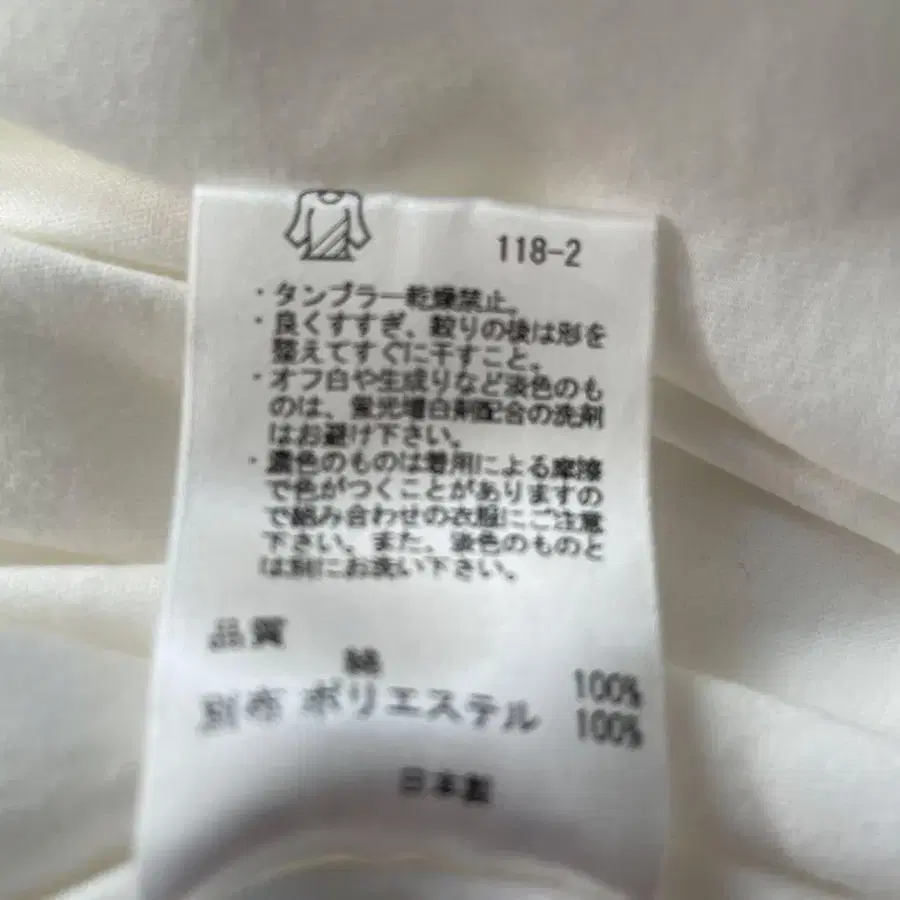 118-2
・タンブラー乾燥禁止。
・良くすすぎ、絞りの後は形を
整えてすぐに干すこと。
・オフ白や生成りなど淡色のも
のは、蛍光増白剤配合の洗剤
はお避け下さい。
・濃色のものは着用による摩擦
で色がつくことがありますの
で組み合わせの衣服にご注意
下さい。また、淡色のものと
は別にお洗い下さい。
品質
綿 100%
別布 ポリエステル 100%
日本製